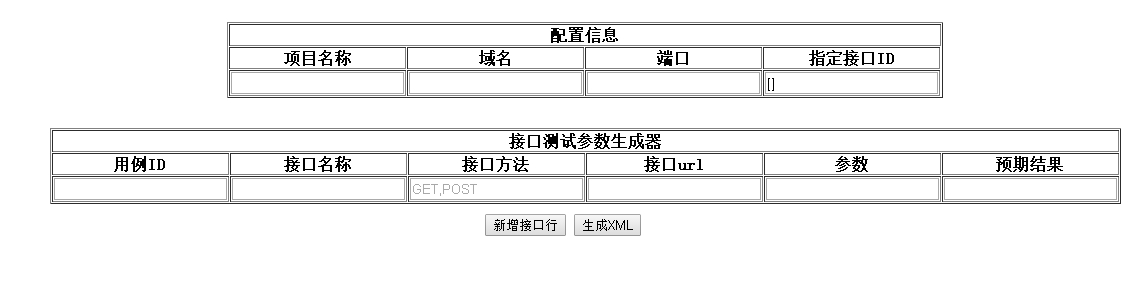 配置信息
项目名称 域名 端口 指定接口ID
[]
接口测试参数生成器
用例ID 接口名称 接口方法 接口url 参数 预期结果
GET,POST
新增接口行 生成XML